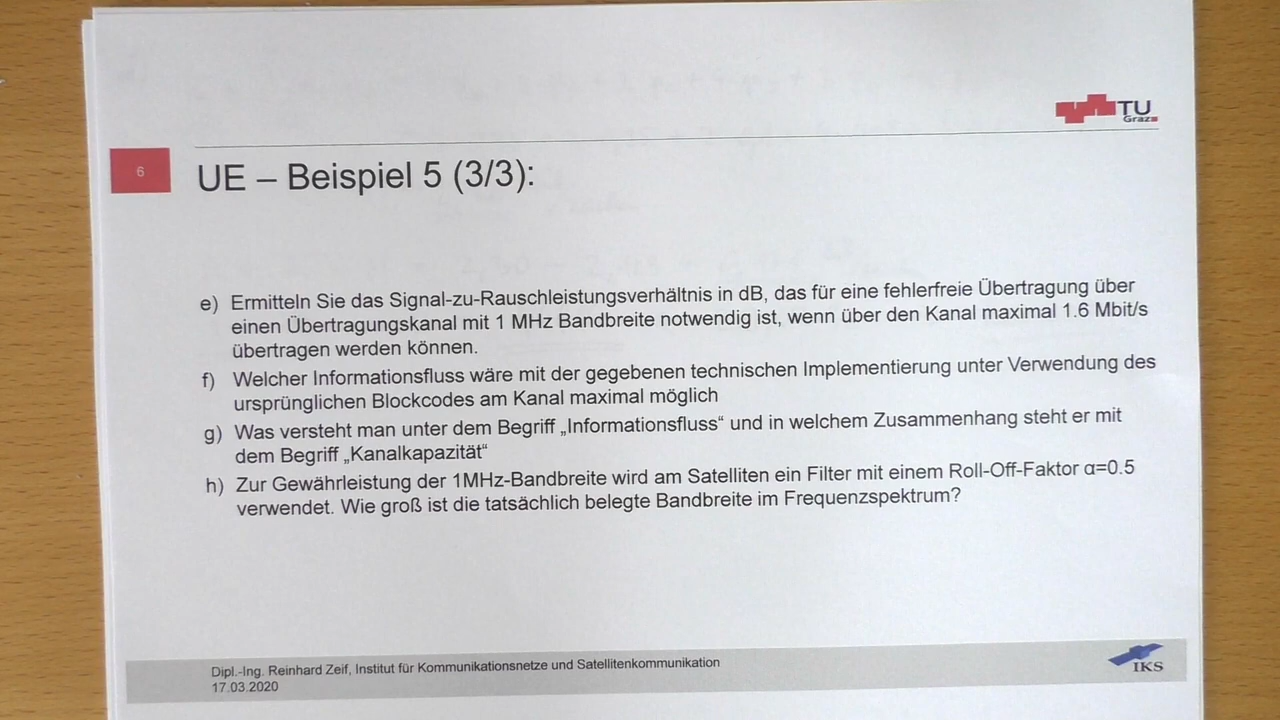 TU
Graz
6
UE – Beispiel 5 (3/3):
e) Ermitteln Sie das Signal-zu-Rauschleistungsverhältnis in dB, das für eine fehlerfreie Übertragung über
einen Übertragungskanal mit 1 MHz Bandbreite notwendig ist, wenn über den Kanal maximal 1.6 Mbit/s
übertragen werden können.
f) Welcher Informationsfluss wäre mit der gegebenen technischen Implementierung unter Verwendung des
ursprünglichen Blockcodes am Kanal maximal möglich
g) Was versteht man unter dem Begriff „Informationsfluss“ und in welchem Zusammenhang steht er mit
dem Begriff „Kanalkapazität“
h) Zur Gewährleistung der 1MHz-Bandbreite wird am Satelliten ein Filter mit einem Roll-Off-Faktor α=0.5
verwendet. Wie groß ist die tatsächlich belegte Bandbreite im Frequenzspektrum?
Dipl.-Ing. Reinhard Zeif, Institut für Kommunikationsnetze und Satellitenkommunikation
17.03.2020
IKS